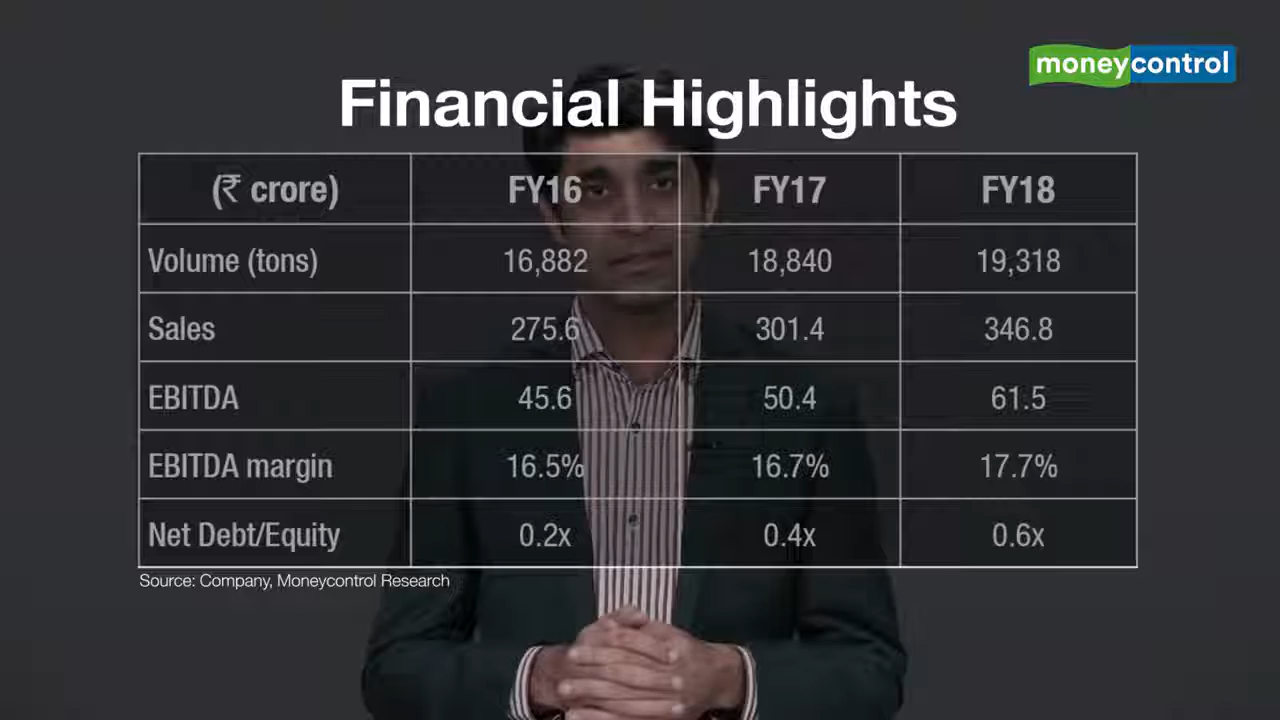 moneycontrol
Financial Highlights
(₹ crore) FY16 FY17 FY18
Volume (tons) 16,882 18,840 19,318
Sales 275.6 301.4 346.8
EBITDA 45.6 50.4 61.5
EBITDA margin 16.5% 16.7% 17.7%
Net Debt/Equity 0.2x 0.4x 0.6x
Source: Company, Moneycontrol Research